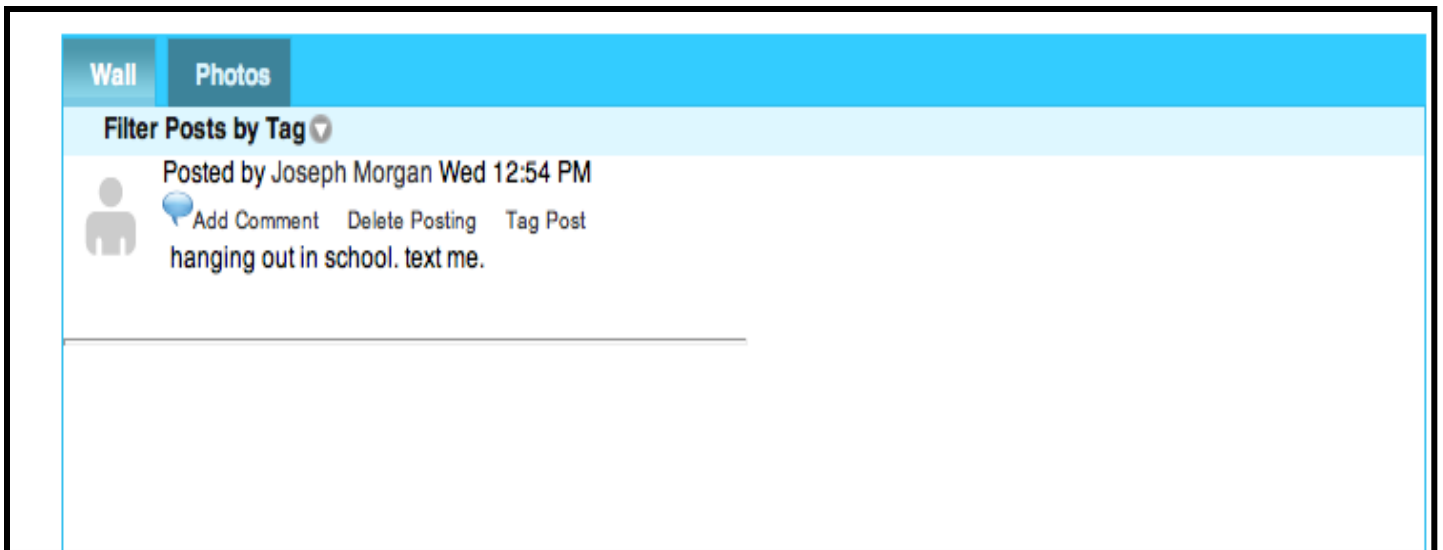 Wall Photos
Filter Posts by Tag
Posted by Joseph Morgan Wed 12:54 PM
Add Comment Delete Posting Tag Post
hanging out in school. text me.